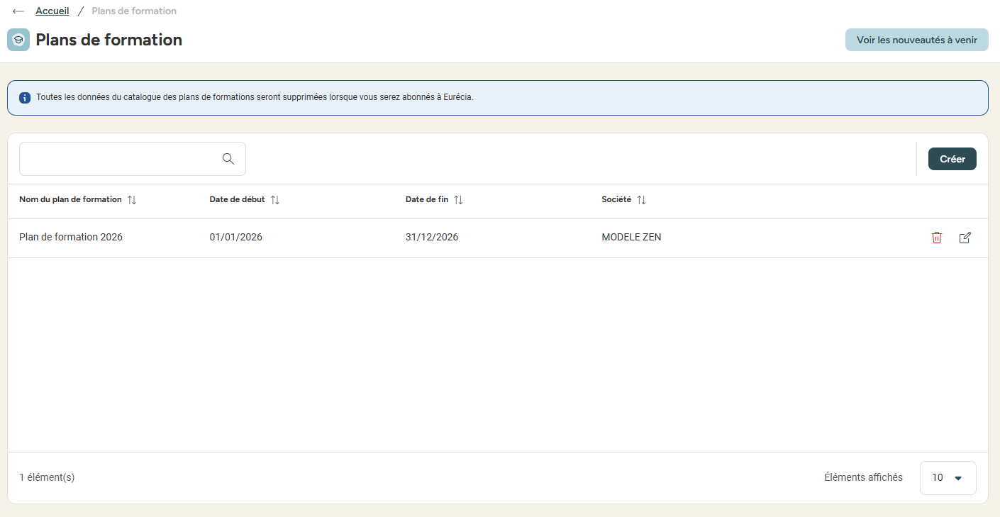 Accueil / Plans de formation
Plans de formation
Voir les nouveautés à venir
Toutes les données du catalogue des plans de formations seront supprimées lorsque vous serez abonnés à Eurécia.
Créer
Nom du plan de formation Date de début Date de fin Société
Plan de formation 2026 01/01/2026 31/12/2026 MODELE ZEN
1 élément(s) Éléments affichés 10